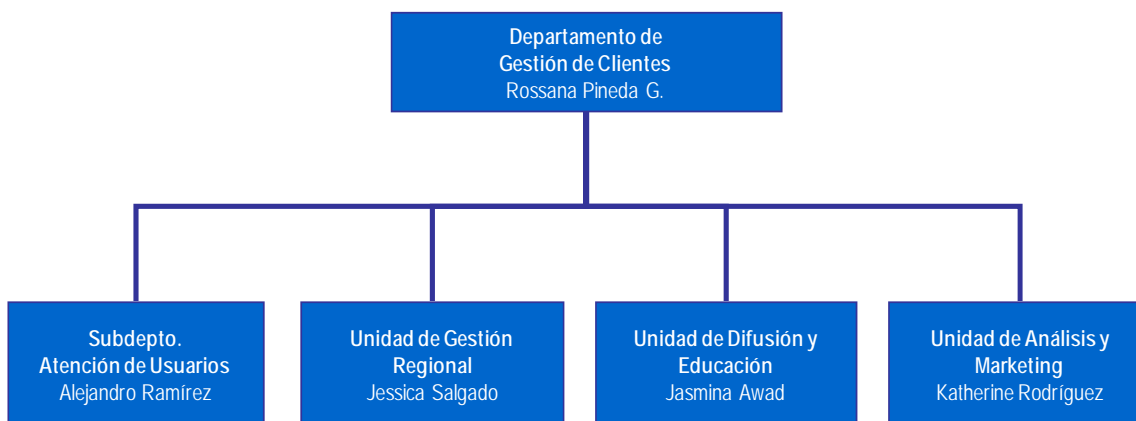 Departamento de
Gestión de Clientes
Rossana Pineda G.
Subdepto.
Atención de Usuarios
Alejandro Ramírez
Unidad de Gestión
Regional
Jessica Salgado
Unidad de Difusión y
Educación
Jasmina Awad
Unidad de Análisis y
Marketing
Katherine Rodríguez